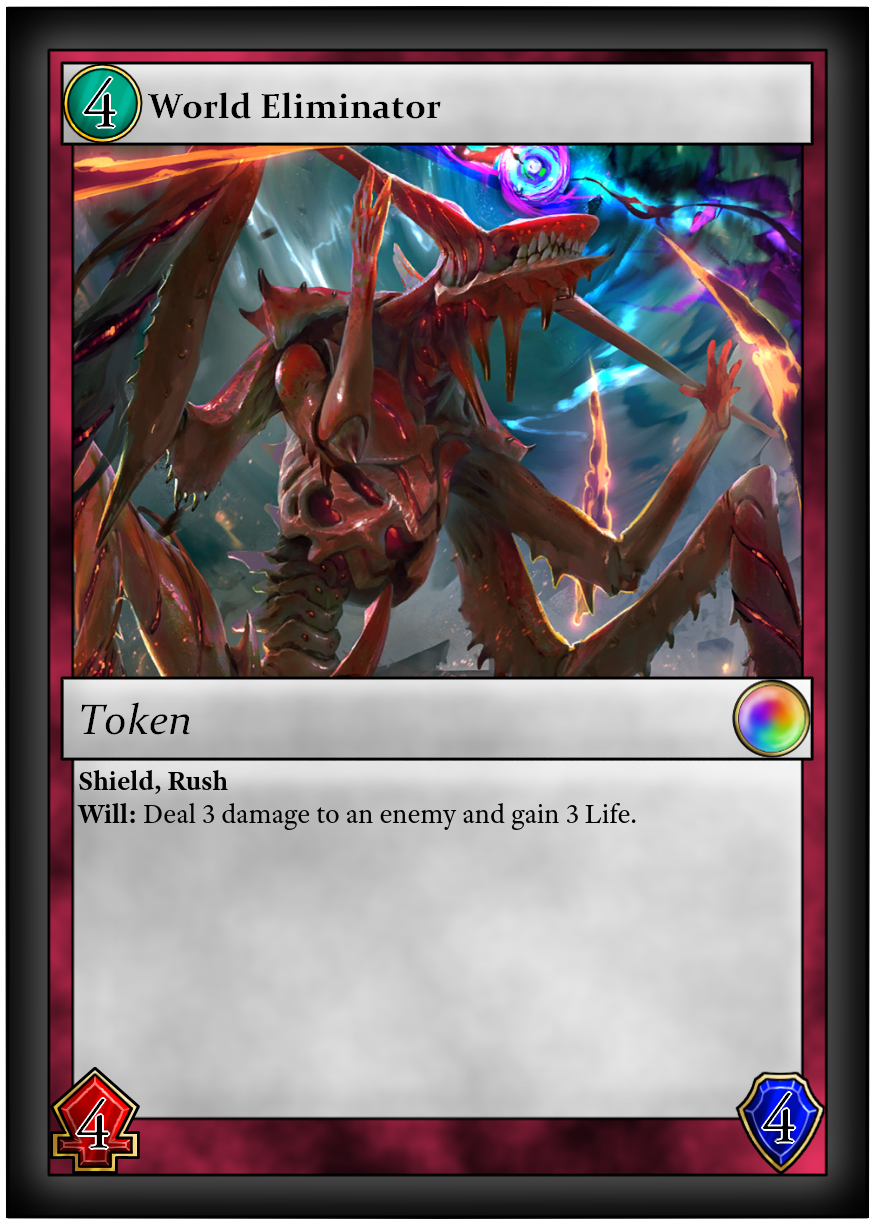 4 World Eliminator
Token
Shield, Rush
Will: Deal 3 damage to an enemy and gain 3 Life.
4 4